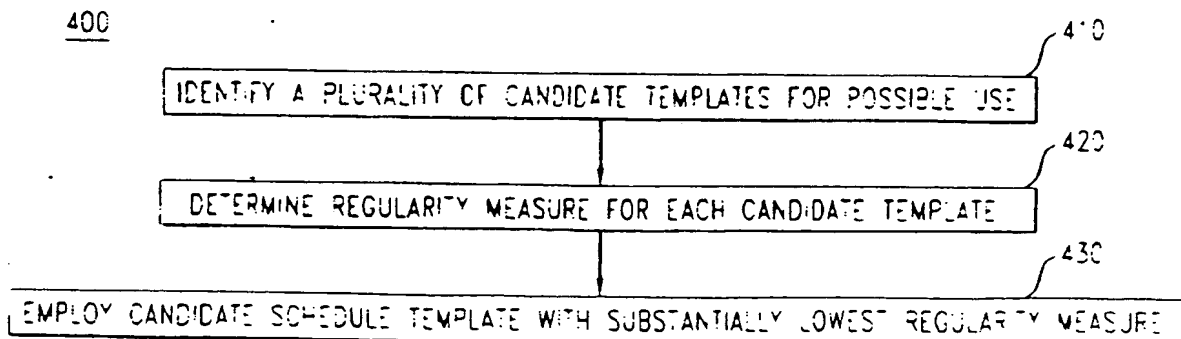 400
410
IDENTIFY A PLURALITY OF CANDIDATE TEMPLATES FOR POSSIBLE USE
420
DETERMINE REGULARITY MEASURE FOR EACH CANDIDATE TEMPLATE
430
EMPLOY CANDIDATE SCHEDULE TEMPLATE WITH SUBSTANTIALLY LOWEST REGULARITY MEASURE